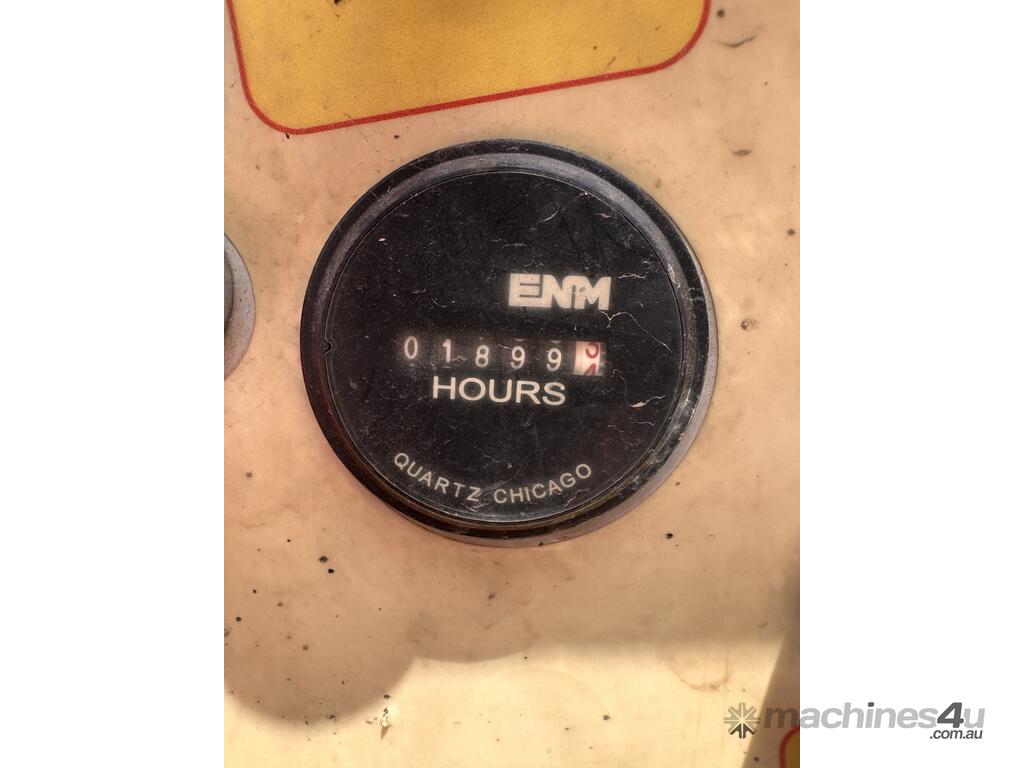 ENM
01899
HOURS
QUARTZ CHICAGO
machines4u
.com.au